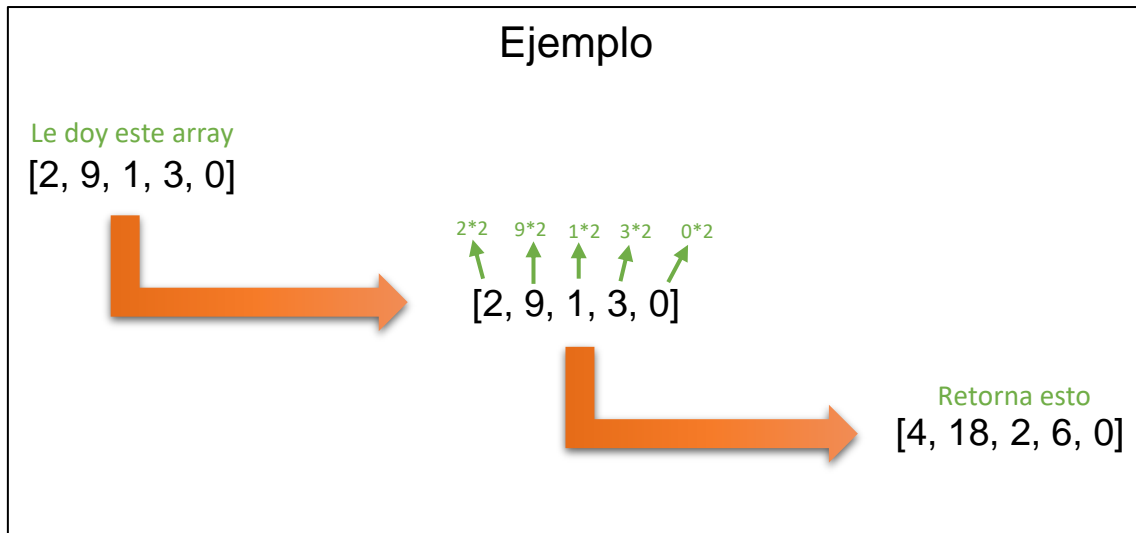 Ejemplo
Le doy este array
[2, 9, 1, 3, 0]
2*2 9*2 1*2 3*2 0*2
[2, 9, 1, 3, 0]
Retorna esto
[4, 18, 2, 6, 0]